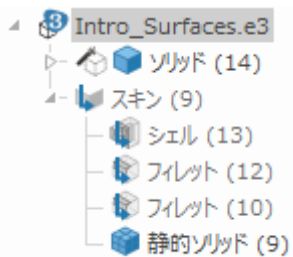 Intro_Surfaces.e3
ソリッド (14)
スキン (9)
シェル (13)
フィレット (12)
フィレット (10)
静的ソリッド (9)